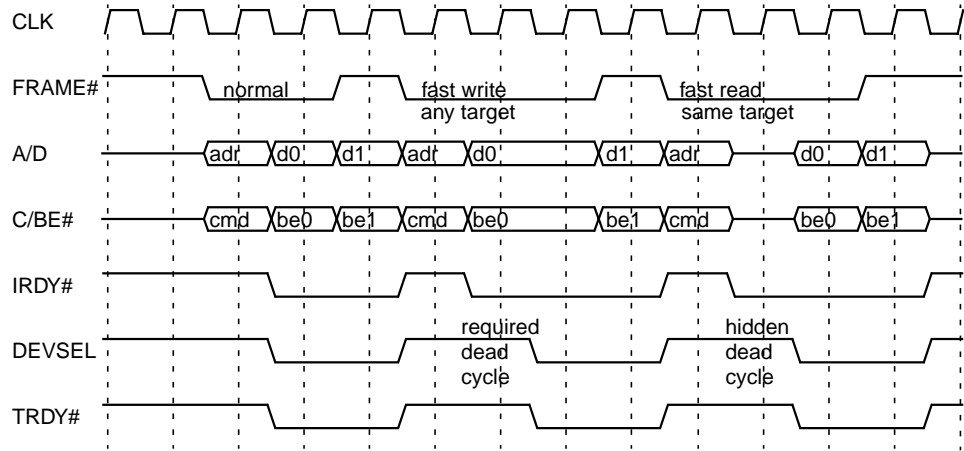 CLK
FRAME#
normal
fast write
any target
fast read
same target
A/D
adr d0 d1 adr d0 d1 adr d0 d1
C/BE#
cmd be0 be1 cmd be0 be1 cmd be0 be1
IRDY#
DEVSEL
required
dead
cycle
hidden
dead
cycle
TRDY#